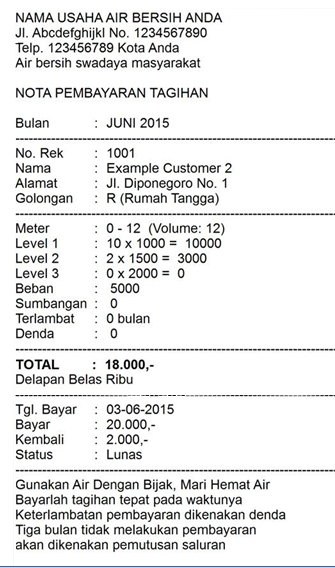 NAMA USAHA AIR BERSIH ANDA
Jl. Abcdefghijkl No. 1234567890
Telp. 123456789 Kota Anda
Air bersih swadaya masyarakat
NOTA PEMBAYARAN TAGIHAN
Bulan : JUNI 2015
No. Rek : 1001
Nama : Example Customer 2
Alamat : Jl. Diponegoro No. 1
Golongan : R (Rumah Tangga)
Meter : 0 - 12 (Volume: 12)
Level 1 : 10 x 1000 = 10000
Level 2 : 2 x 1500 = 3000
Level 3 : 0 x 2000 = 0
Beban : 5000
Sumbangan : 0
Terlambat : 0 bulan
Denda : 0
TOTAL : 18.000,-
Delapan Belas Ribu
Tgl. Bayar : 03-06-2015
Bayar : 20.000,-
Kembali : 2.000,-
Status : Lunas
Gunakan Air Dengan Bijak, Mari Hemat Air
Bayarlah tagihan tepat pada waktunya
Keterlambatan pembayaran dikenakan denda
Tiga bulan tidak melakukan pembayaran
akan dikenakan pemutusan saluran